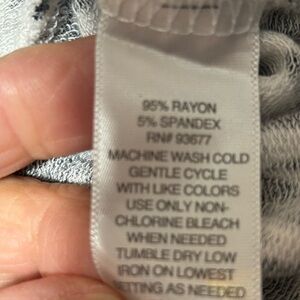 95% RAYON
5% SPANDEX
RN# 93677
MACHINE WASH COLD
GENTLE CYCLE
WITH LIKE COLORS
USE ONLY NON-
CHLORINE BLEACH
WHEN NEEDED
TUMBLE DRY LOW
IRON ON LOWEST
SETTING AS NEEDED